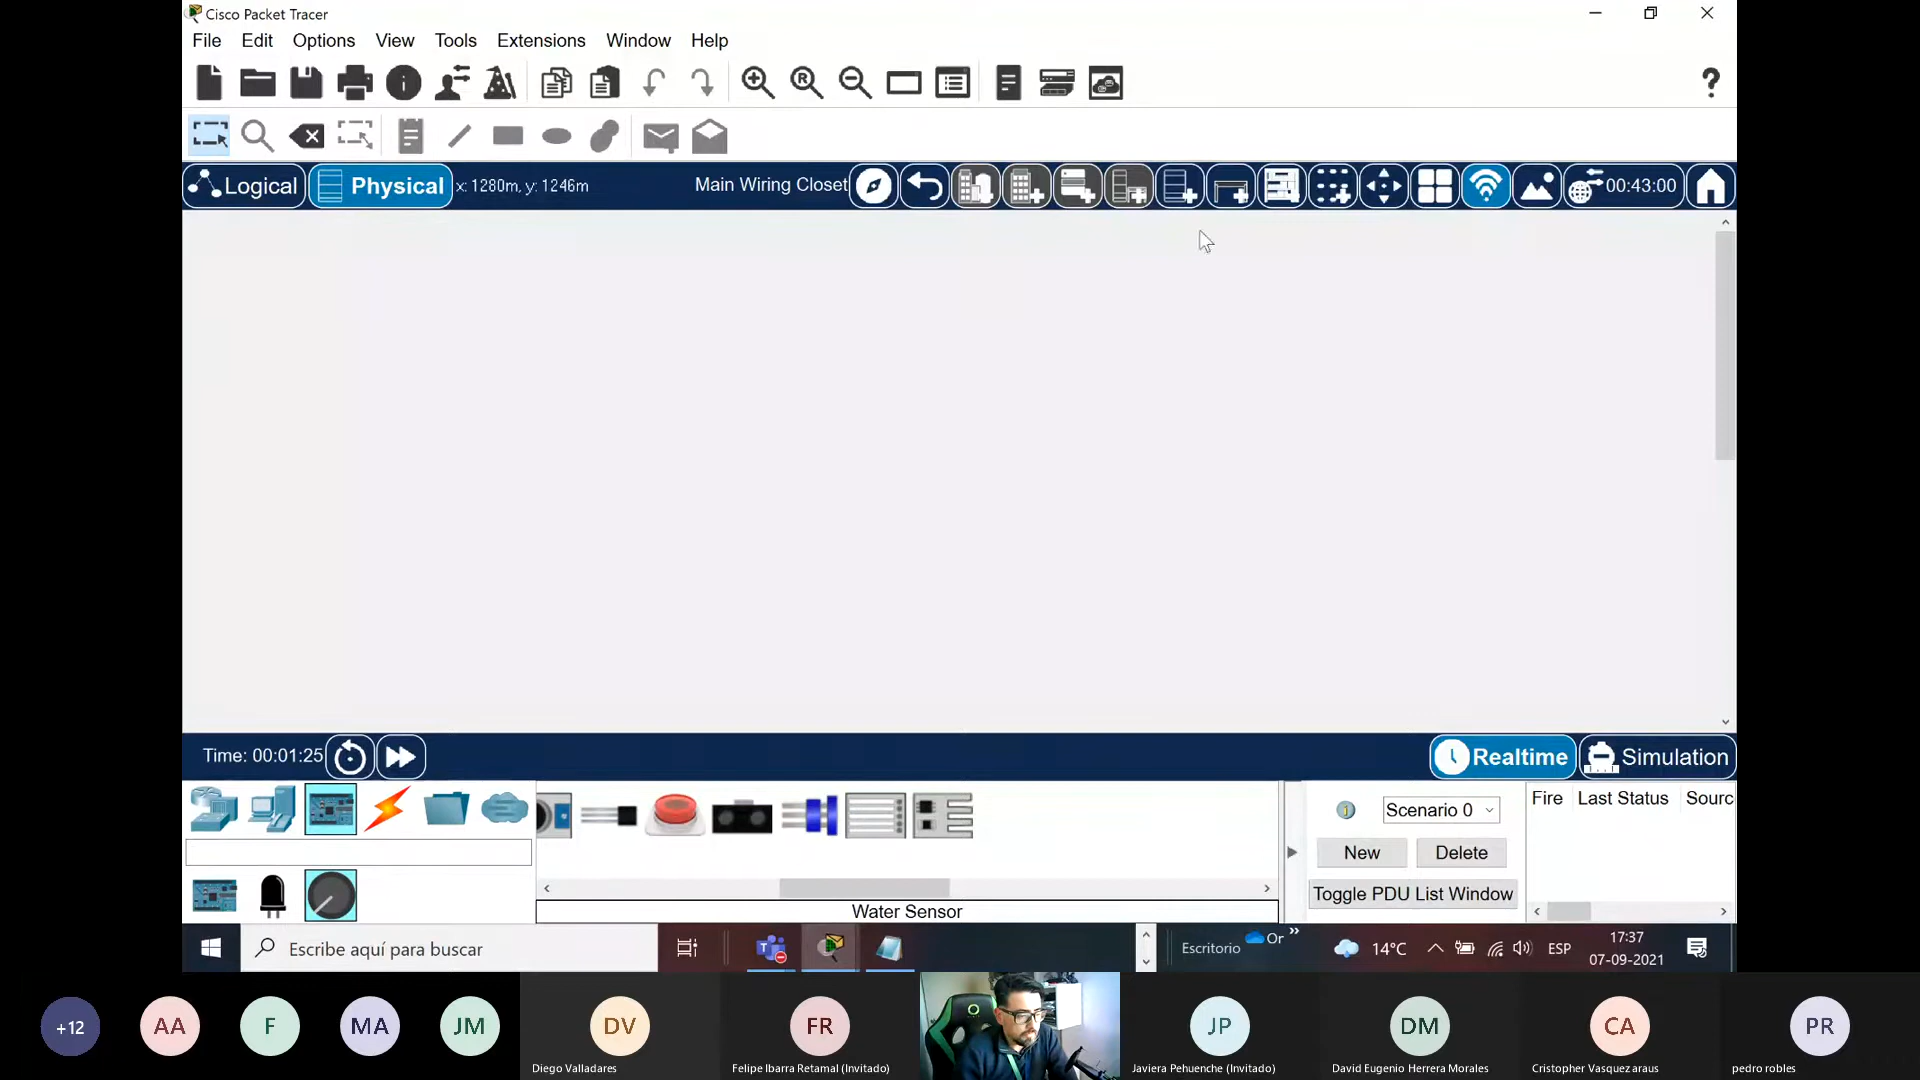 Cisco Packet Tracer
File Edit Options View Tools Extensions Window Help
Logical Physical x: 1280m, y: 1246m Main Wiring Closet 00:43:00
Time: 00:01:25 Realtime Simulation
Scenario 0
Fire Last Status Sourc
New Delete
Toggle PDU List Window
Water Sensor
Escribe aquí para buscar
Escritorio Or
14°C
ESP
17:37
07-09-2021
+12 AA F MA JM DV FR JP DM CA PR
Diego Valladares Felipe Ibarra Retamal (Invitado) Javiera Pehuenche (Invitado) David Eugenio Herrera Morales Cristopher Vasquez araus pedro robles